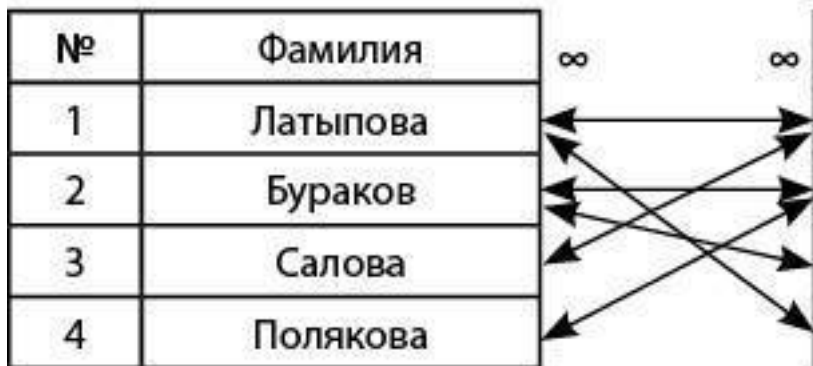 № Фамилия ∞ ∞
1 Латыпова
2 Бураков
3 Салова
4 Полякова